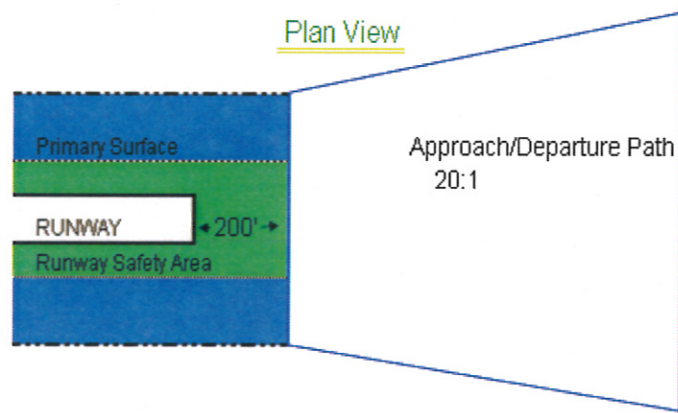 Plan View
Primary Surface
Approach/Departure Path
20:1
RUNWAY
200'
Runway Safety Area